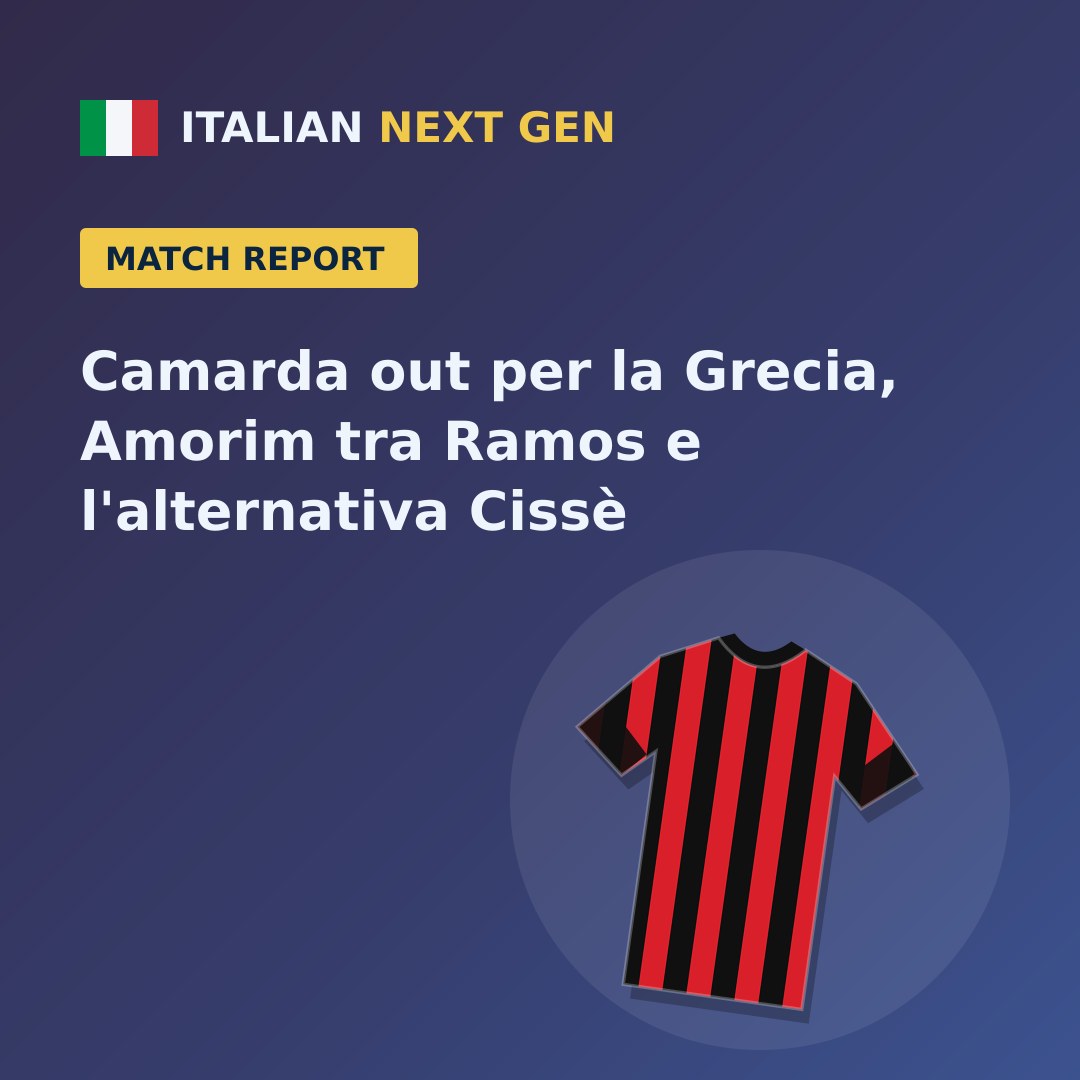 ITALIAN NEXT GEN
MATCH REPORT
Camarda out per la Grecia,
Amorim tra Ramos e
l'alternativa Cissè